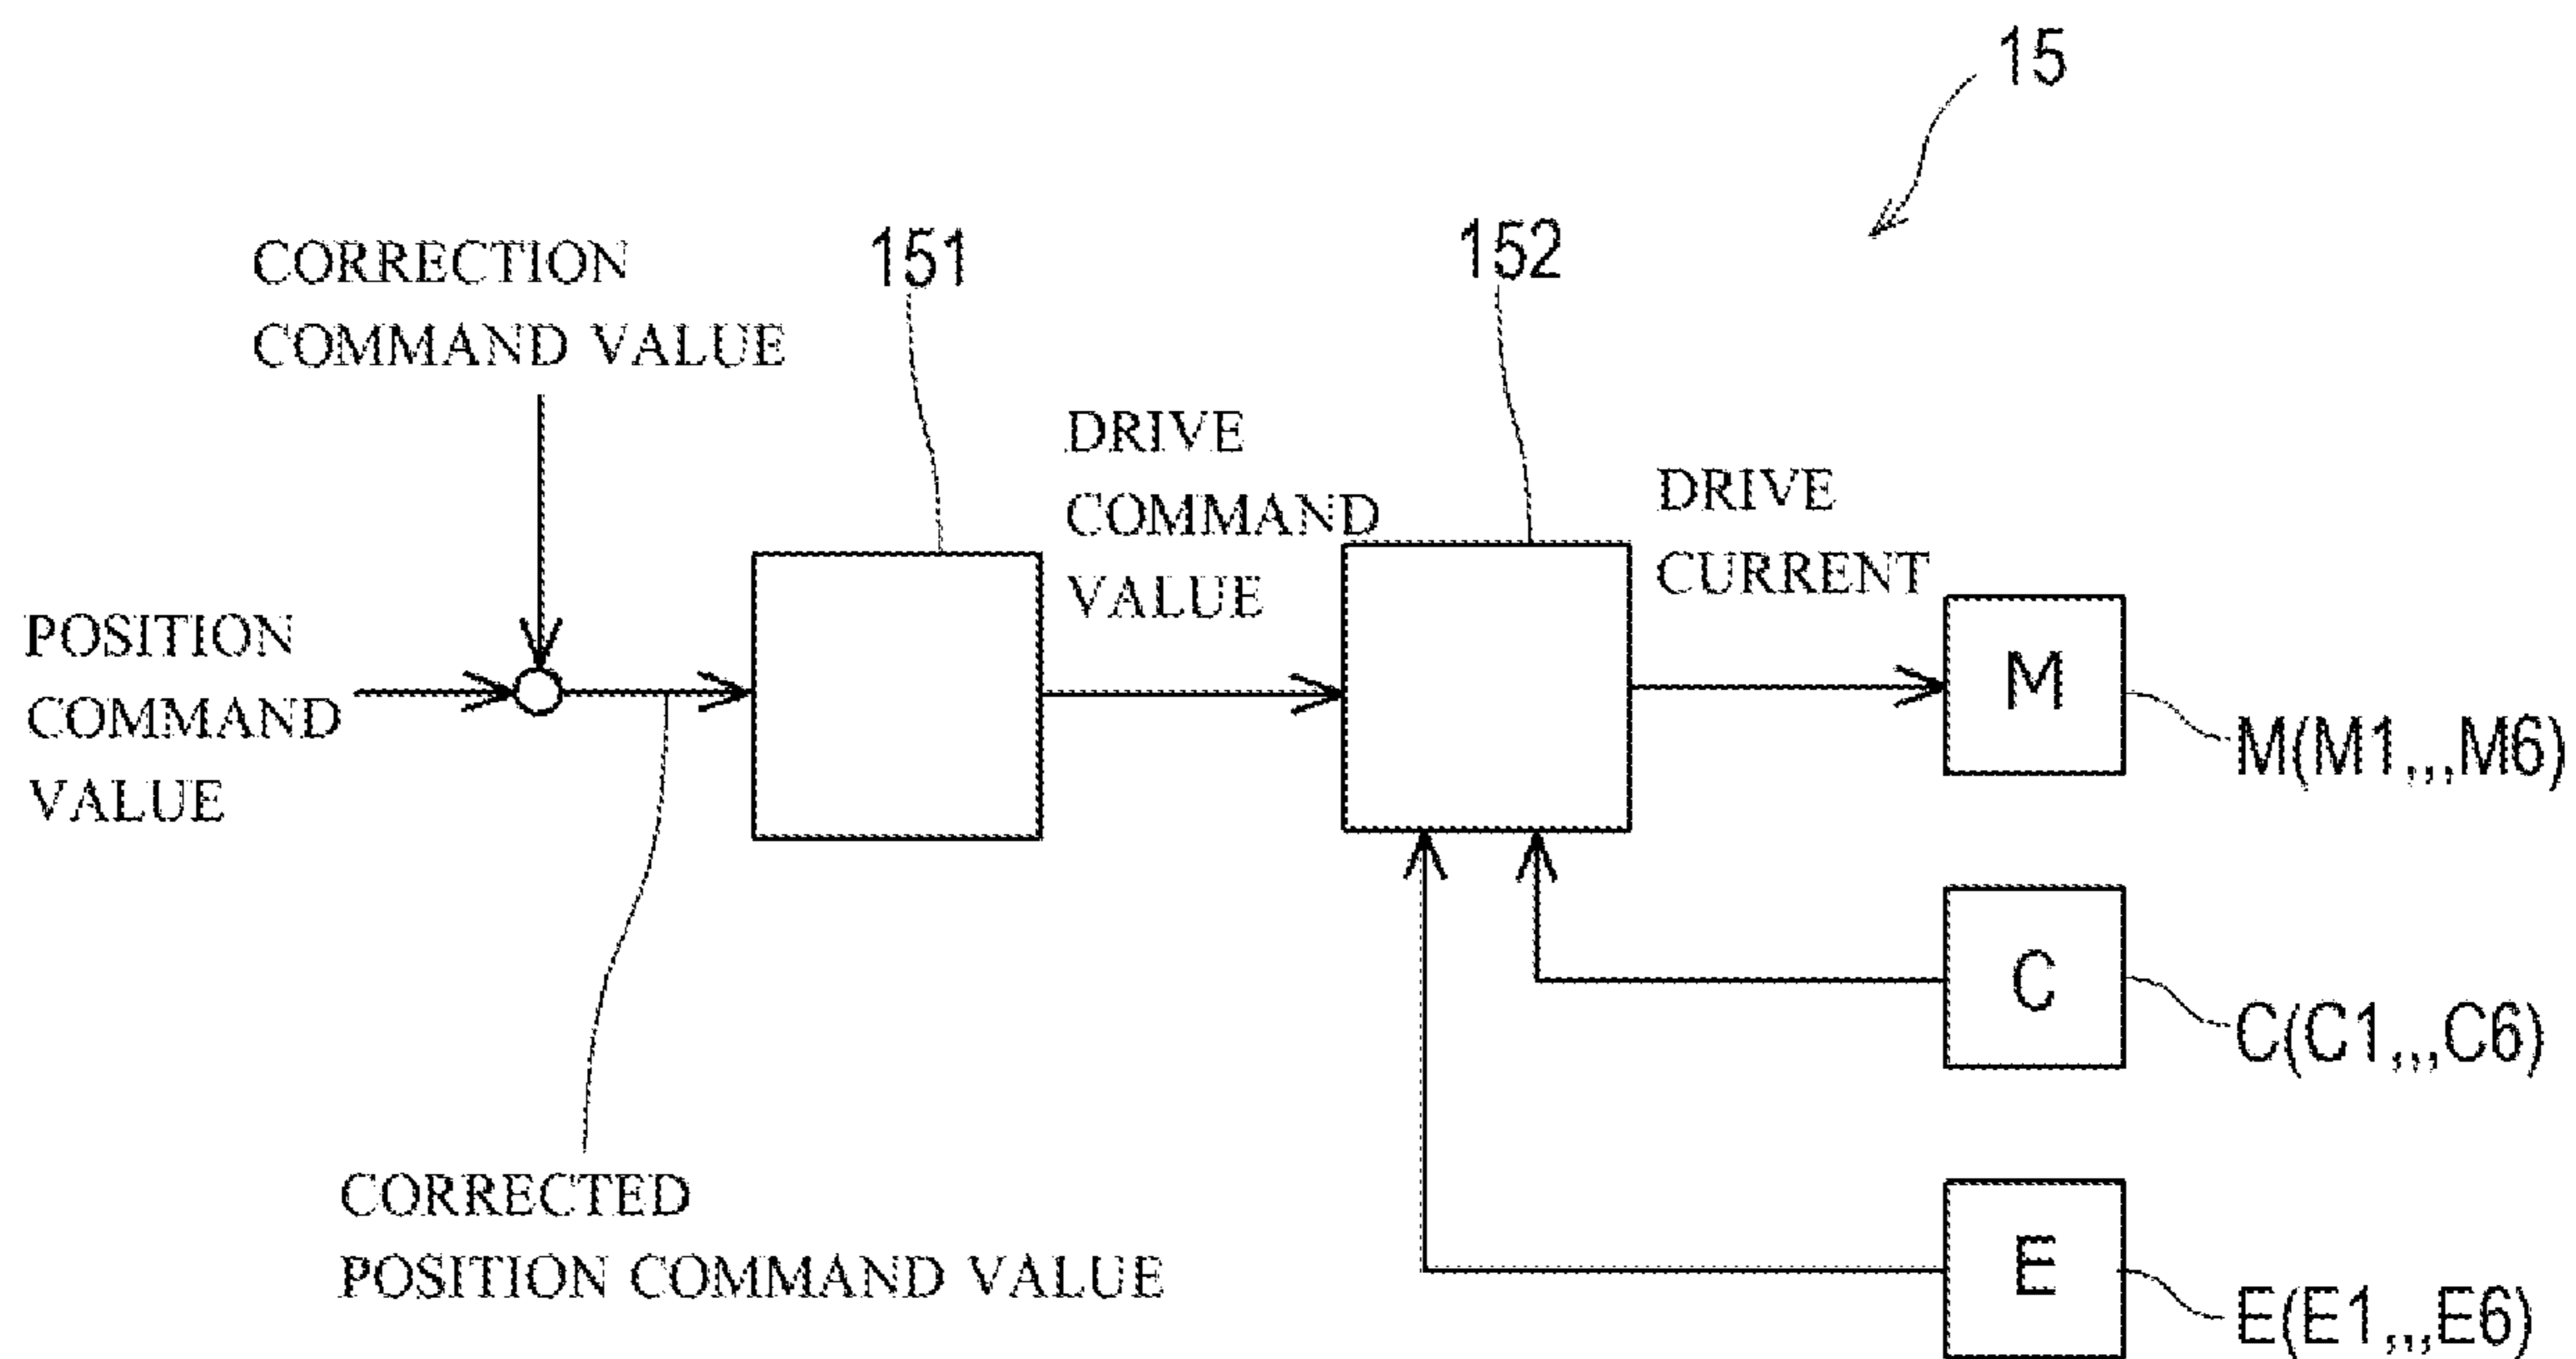 15
CORRECTION
COMMAND VALUE
151
152
DRIVE
COMMAND
VALUE
DRIVE
CURRENT
POSITION
COMMAND
VALUE
M
M(M1,,,M6)
C
C(C1,,,C6)
CORRECTED
POSITION COMMAND VALUE
E
E(E1,,,E6)